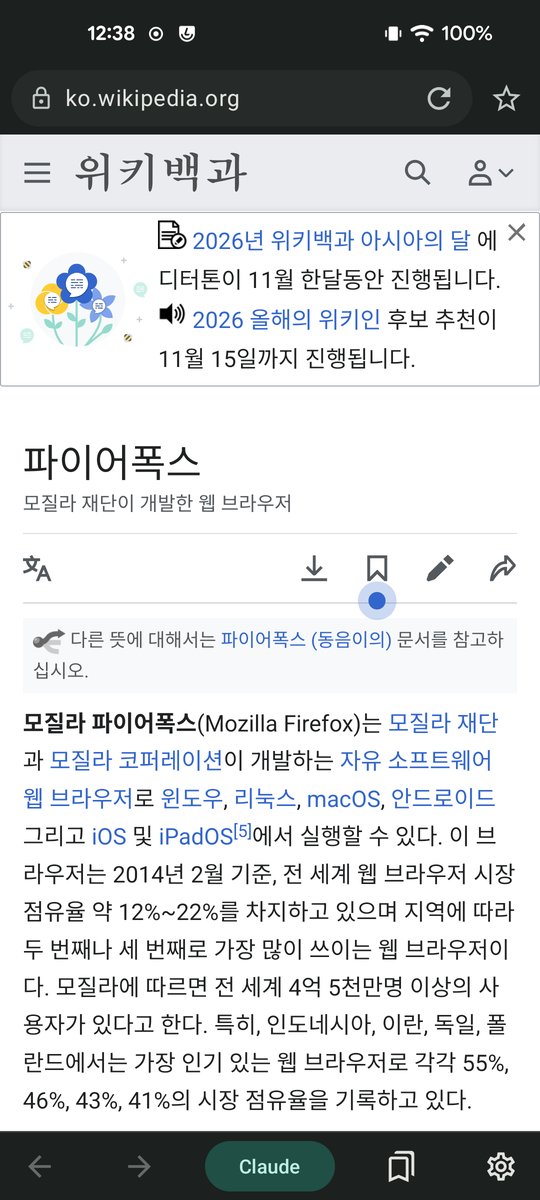 12:38
100%
ko.wikipedia.org
위키백과
2026년 위키백과 아시아의 달 에
디터톤이 11월 한달동안 진행됩니다.
2026 올해의 위키인 후보 추천이
11월 15일까지 진행됩니다.
파이어폭스
모질라 재단이 개발한 웹 브라우저
다른 뜻에 대해서는 파이어폭스 (동음이의) 문서를 참고하
십시오.
모질라 파이어폭스(Mozilla Firefox)는 모질라 재단
과 모질라 코퍼레이션이 개발하는 자유 소프트웨어
웹 브라우저로 윈도우, 리눅스, macOS, 안드로이드
그리고 iOS 및 iPadOS[5]에서 실행할 수 있다. 이 브
라우저는 2014년 2월 기준, 전 세계 웹 브라우저 시장
점유율 약 12%~22%를 차지하고 있으며 지역에 따라
두 번째나 세 번째로 가장 많이 쓰이는 웹 브라우저이
다. 모질라에 따르면 전 세계 4억 5천만명 이상의 사
용자가 있다고 한다. 특히, 인도네시아, 이란, 독일, 폴
란드에서는 가장 인기 있는 웹 브라우저로 각각 55%,
46%, 43%, 41%의 시장 점유율을 기록하고 있다.
Claude